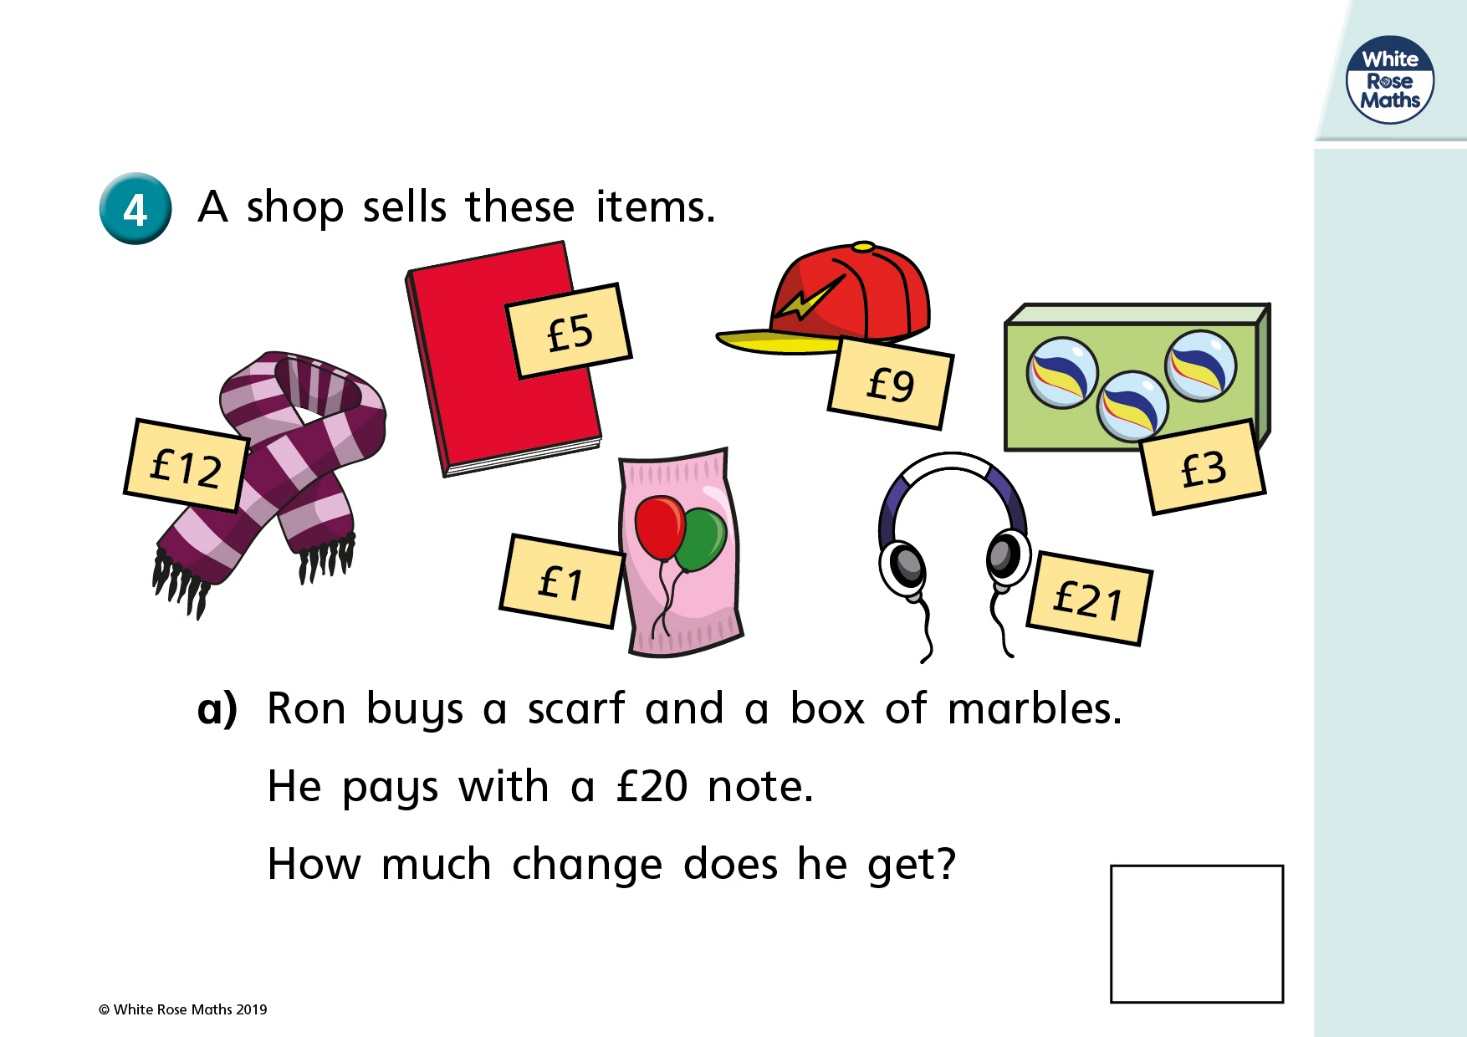 White
Rose
Maths
4 A shop sells these items.
£5
£9
£12
£3
£1
£21
a) Ron buys a scarf and a box of marbles.
He pays with a £20 note.
How much change does he get?
© White Rose Maths 2019